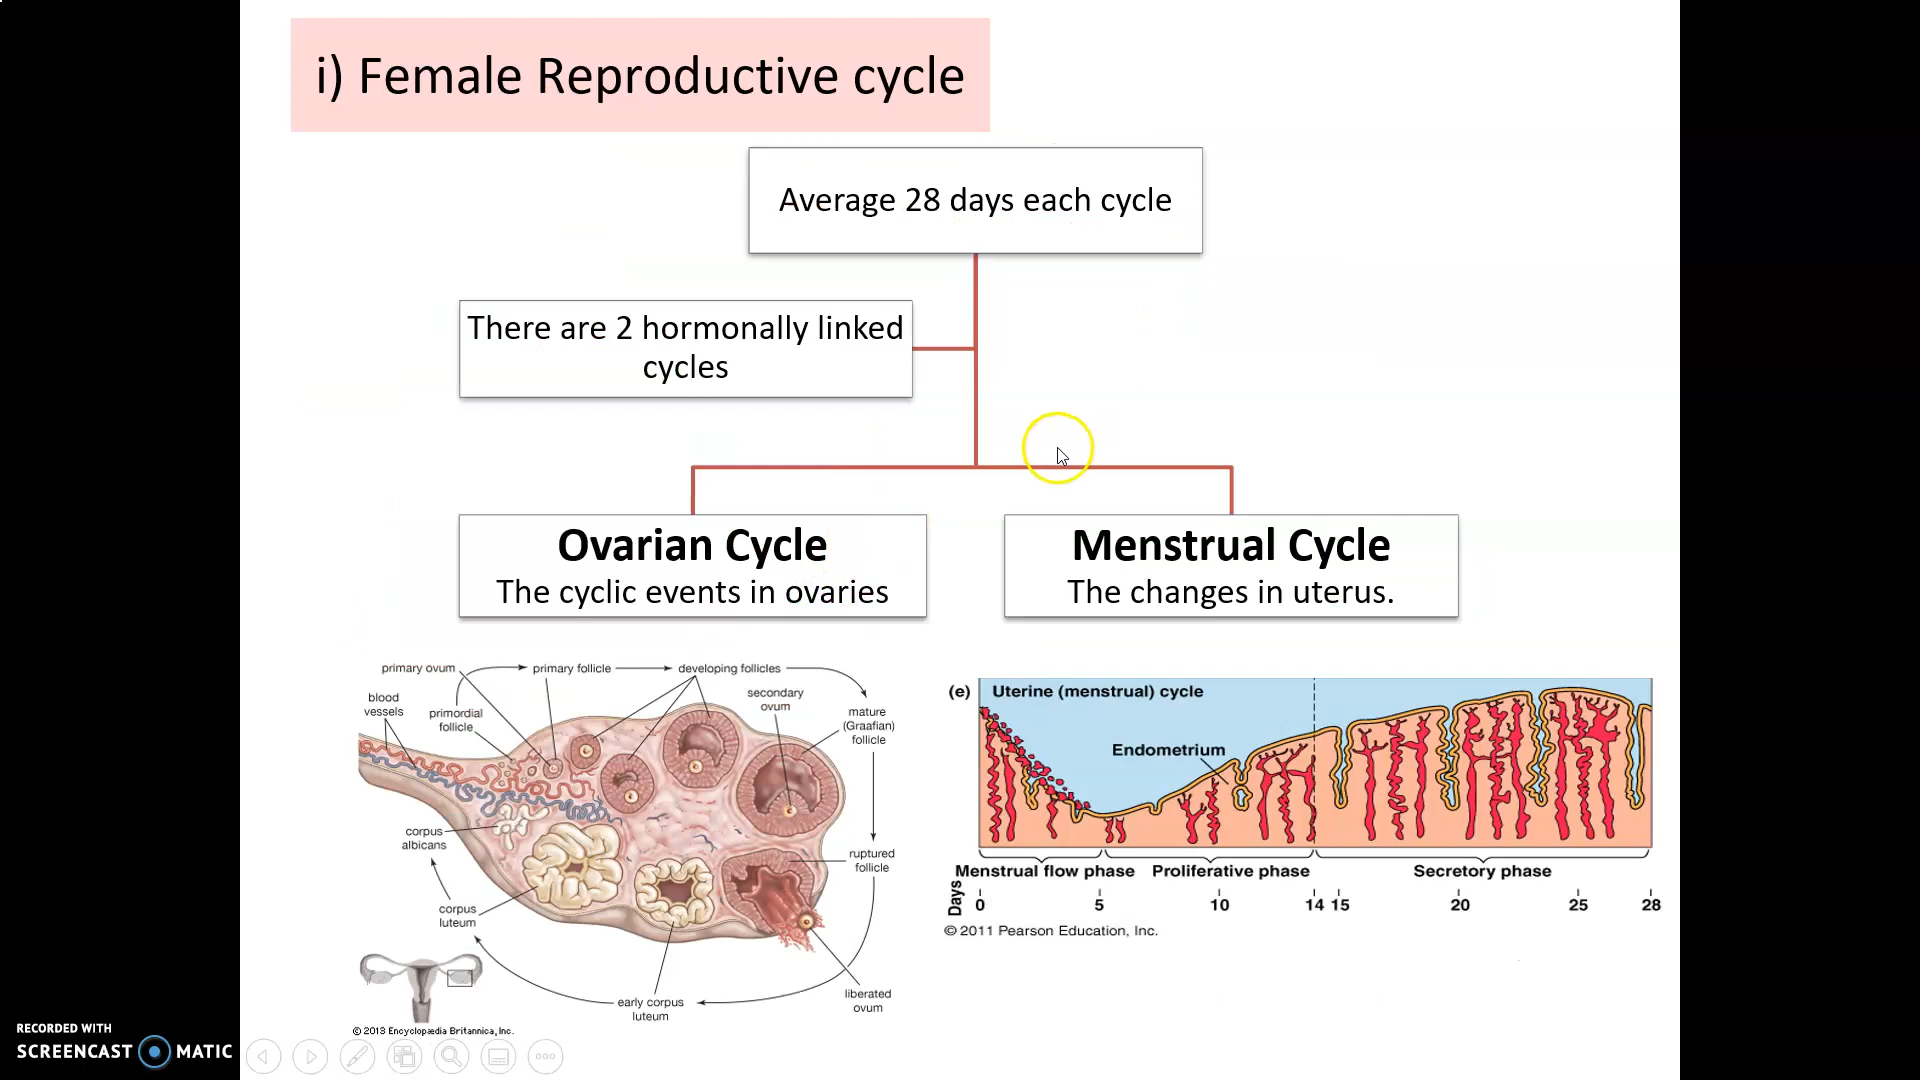 i) Female Reproductive cycle
Average 28 days each cycle
There are 2 hormonally linked
cycles
Ovarian Cycle
The cyclic events in ovaries
Menstrual Cycle
The changes in uterus.
primary ovum
primary follicle
developing follicles
blood
vessels
primordial
follicle
secondary
ovum
mature
(Graafian)
follicle
corpus
albicans
ruptured
follicle
corpus
luteum
early corpus
luteum
liberated
ovum
© 2013 Encyclopædia Britannica, Inc.
(e) Uterine (menstrual) cycle
Endometrium
Menstrual flow phase Proliferative phase Secretory phase
Days
0 5 10 14 15 20 25 28
© 2011 Pearson Education, Inc.
RECORDED WITH
SCREENCAST MATIC